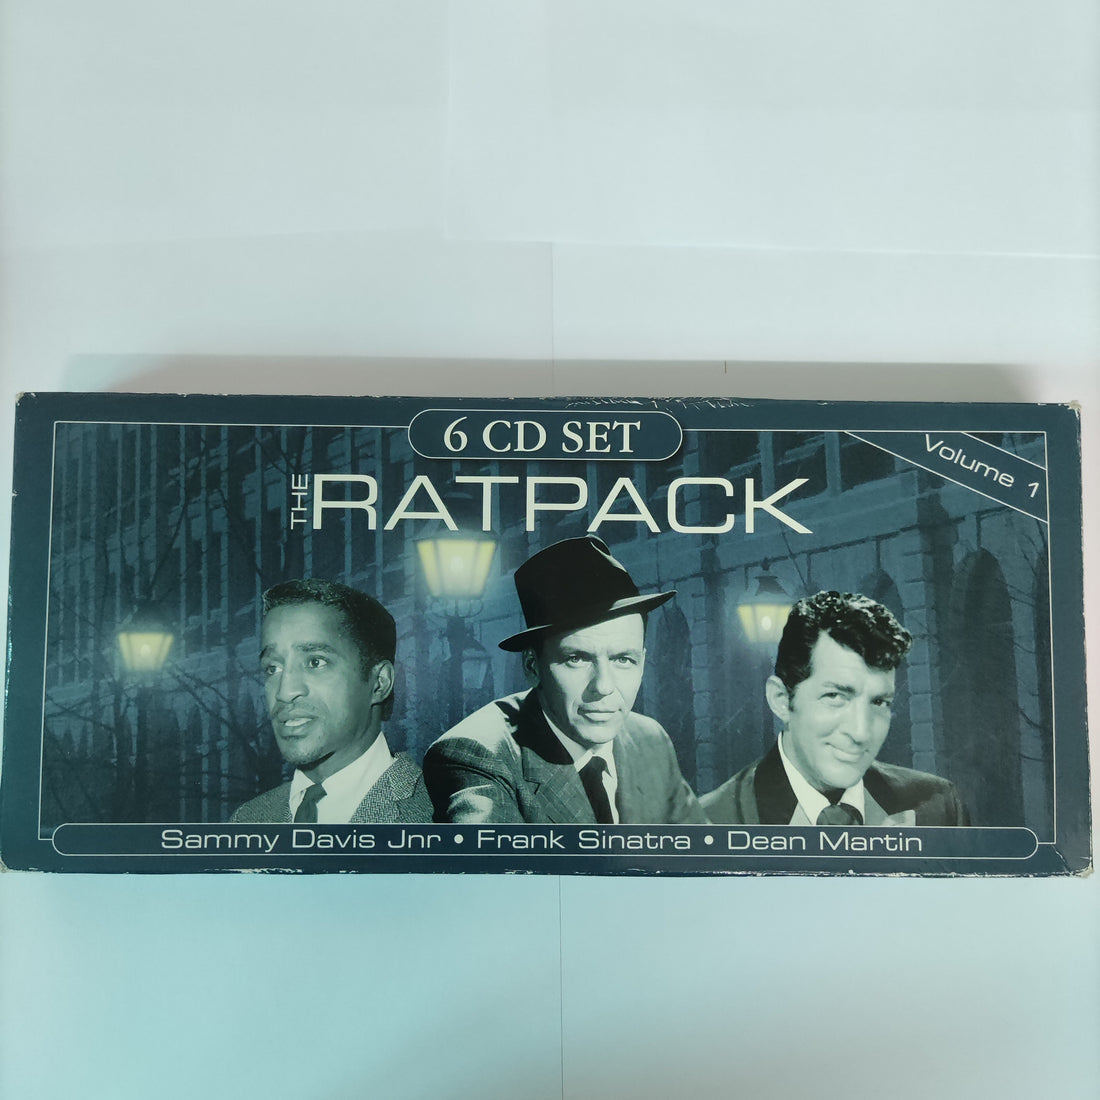 6 CD SET
THE RATPACK
Volume 1
Sammy Davis Jnr • Frank Sinatra • Dean Martin